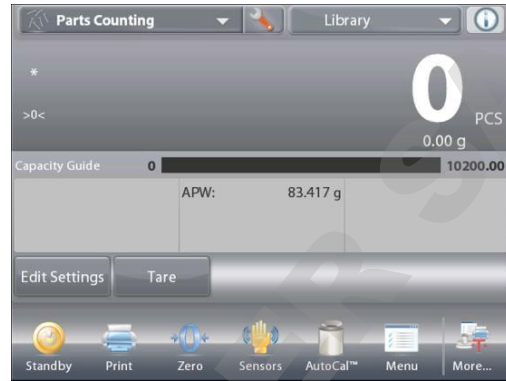 Parts Counting
Library
*
0
PCS
>0<
0.00 g
Capacity Guide 0 10200.00
APW: 83.417 g
Edit Settings Tare
Standby Print Zero Sensors AutoCal™ Menu More...